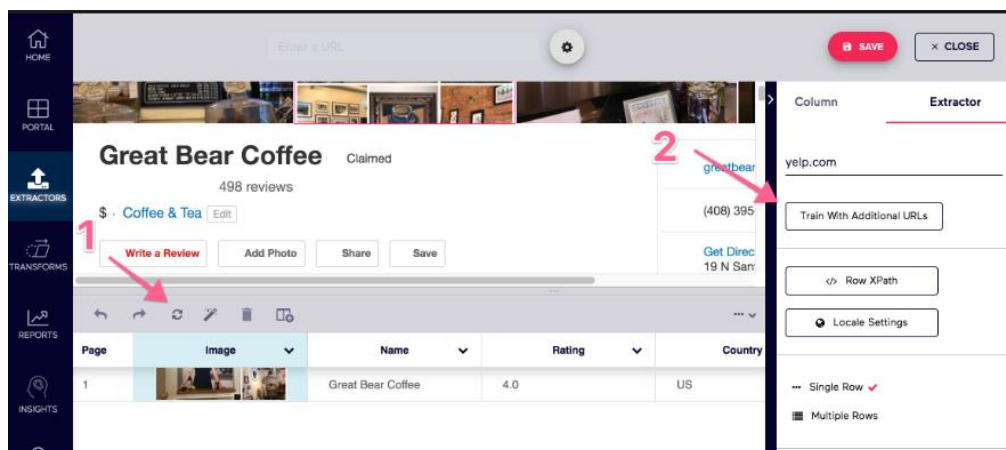 HOME
PORTAL
EXTRACTORS
TRANSFORMS
REPORTS
INSIGHTS
Enter a URL
SAVE
× CLOSE
Great Bear Coffee Claimed
498 reviews
$ · Coffee & Tea Edit
Write a Review Add Photo Share Save
greatbear
(408) 395-
Get Direc
19 N San
1
2
Page Image Name Rating Country
1 Great Bear Coffee 4.0 US
Column Extractor
yelp.com
Train With Additional URLs
</> Row XPath
Locale Settings
Single Row
Multiple Rows